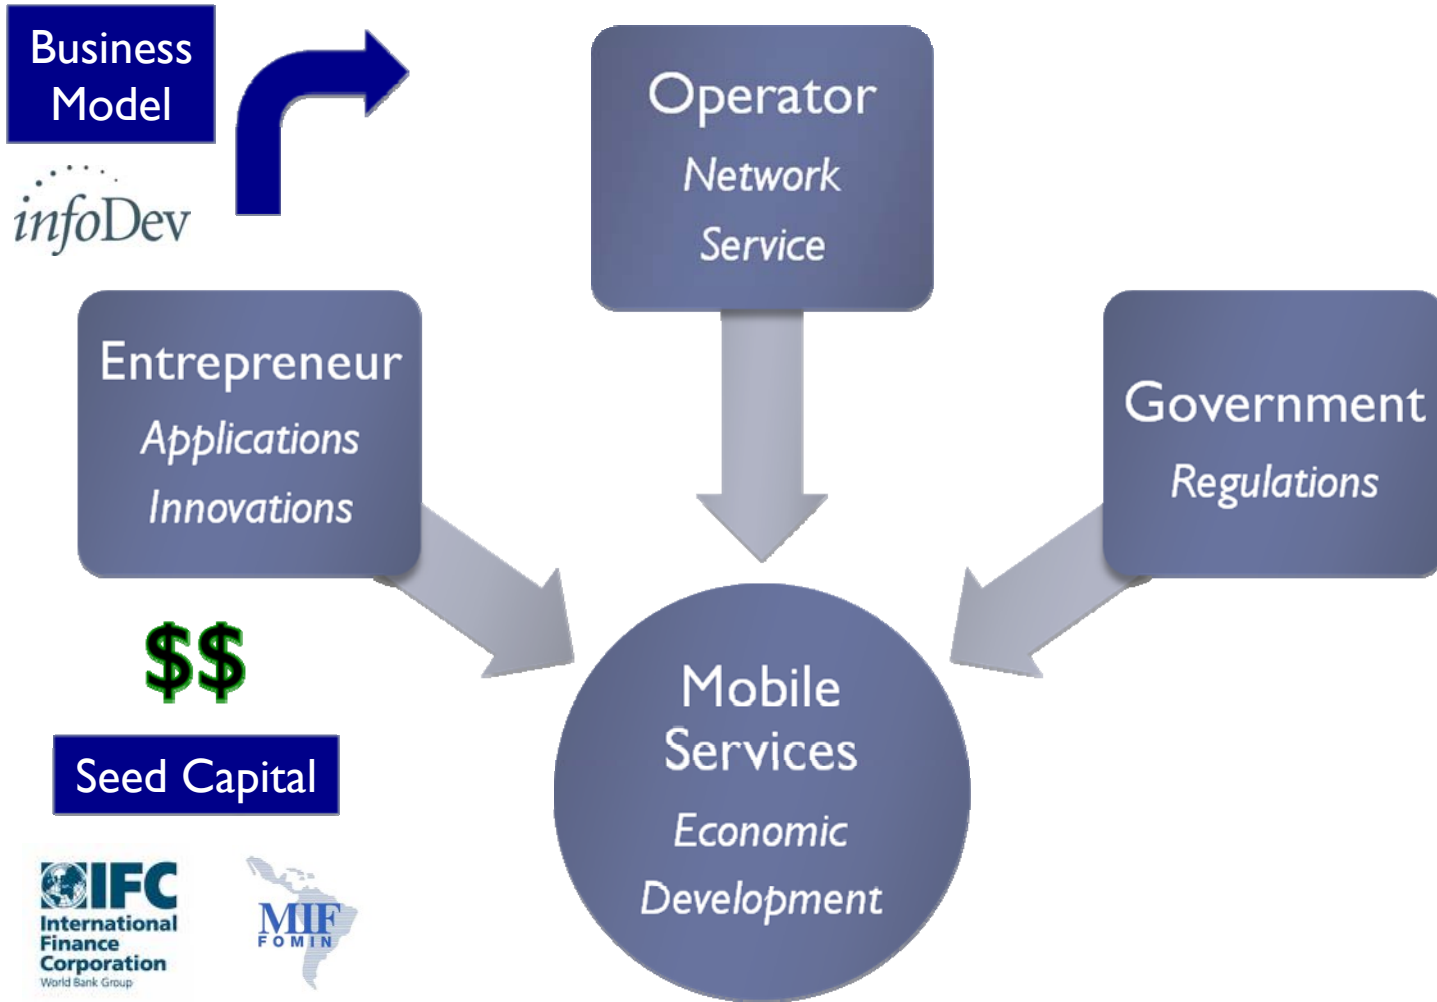 Business
Model
infoDev
Operator
Network
Service
Entrepreneur
Applications
Innovations
Government
Regulations
$$
Seed Capital
Mobile
Services
Economic
Development
IFC
International
Finance
Corporation
World Bank Group
MIF
FOMIN